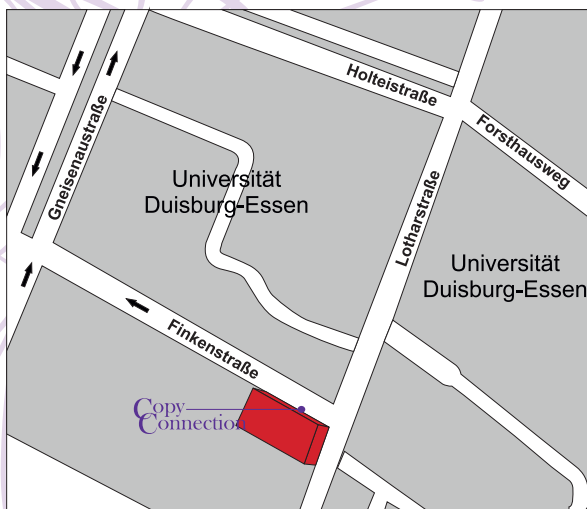 Holteistraße
Forsthausweg
Gneisenaustraße
Universität
Duisburg-Essen
Lotharstraße
Universität
Duisburg-Essen
Finkenstraße
Copy
Connection